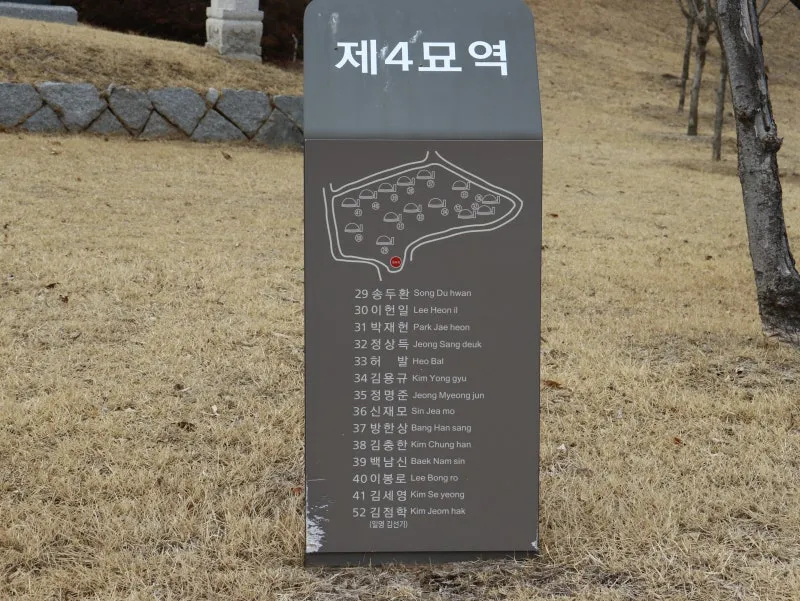 제4묘역
29 송두환 Song Du hwan
30 이헌일 Lee Heon il
31 박재헌 Park Jae heon
32 정상득 Jeong Sang deuk
33 허 발 Heo Bal
34 김용규 Kim Yong gyu
35 정명준 Jeong Myeong jun
36 신재모 Sin Jea mo
37 방한상 Bang Han sang
38 김충한 Kim Chung han
39 백남신 Baek Nam sin
40 이봉로 Lee Bong ro
41 김세영 Kim Se yeong
52 김점학 Kim Jeom hak
(일명 김선기)